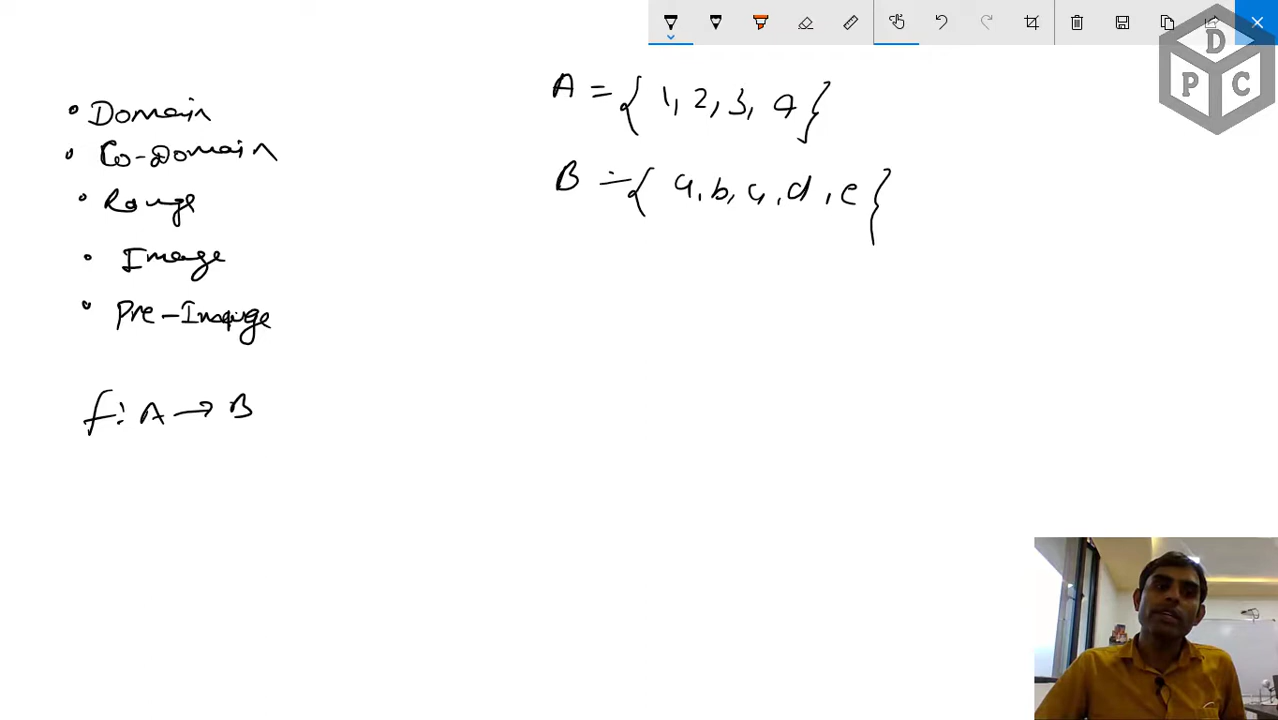 • Domain
• Co-Domain
• Range
• Image
• Pre-Image
f: A → B
A = { 1, 2, 3, 4 }
B = { a, b, c, d, e }
D
P C